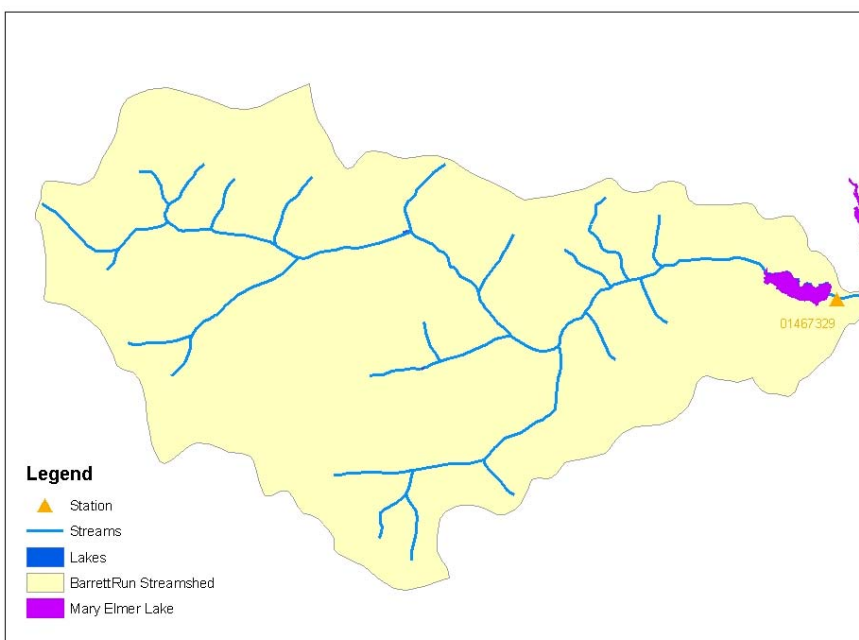 01467329
Legend
Station
Streams
Lakes
BarrettRun Streamshed
Mary Elmer Lake